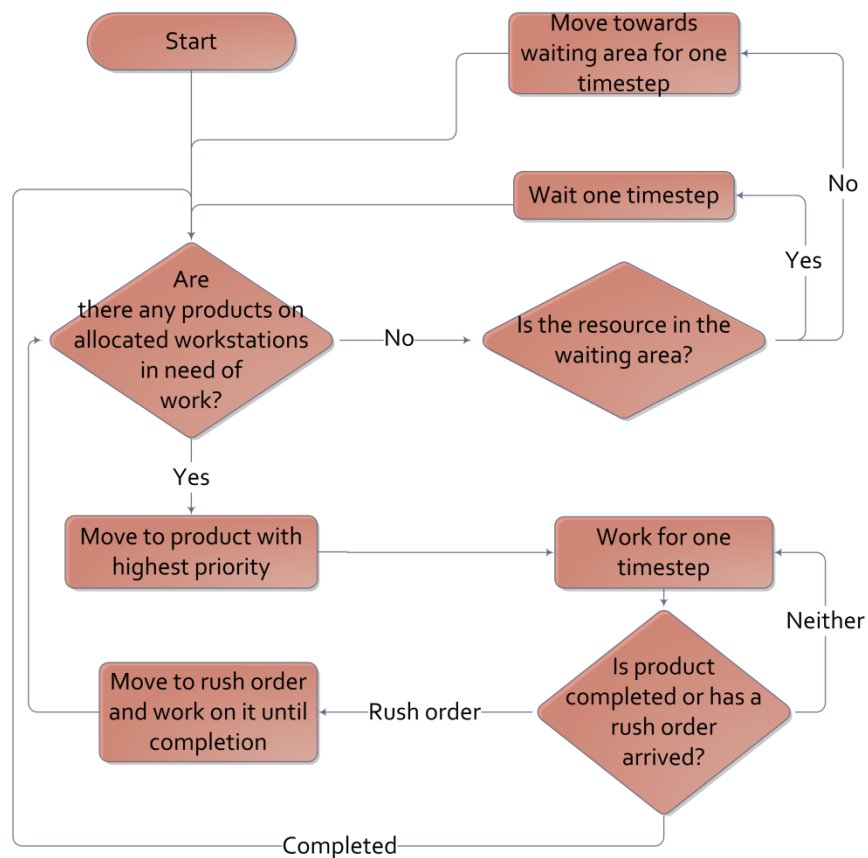 Start
Move towards
waiting area for one
timestep
No
Wait one timestep
Yes
Are
there any products on
allocated workstations
in need of
work?
No
Is the resource in the
waiting area?
Yes
Move to product with
highest priority
Work for one
timestep
Neither
Is product
completed or has a
rush order
arrived?
Rush order
Move to rush order
and work on it until
completion
Completed